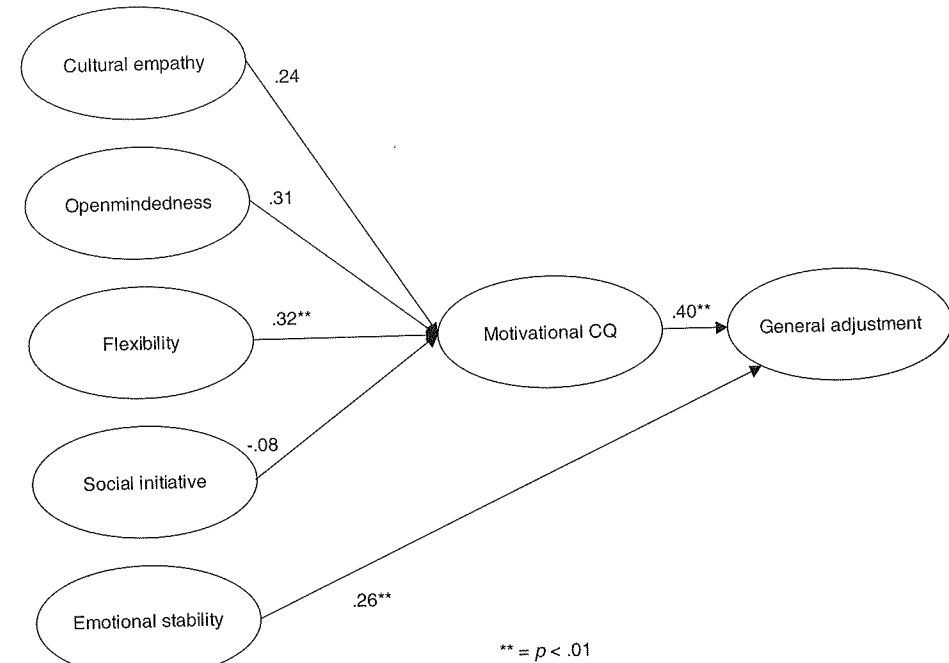 Cultural empathy
.24
Openmindedness
.31
Flexibility
.32**
Motivational CQ
.40**
General adjustment
-.08
Social initiative
Emotional stability
.26**
** = p < .01